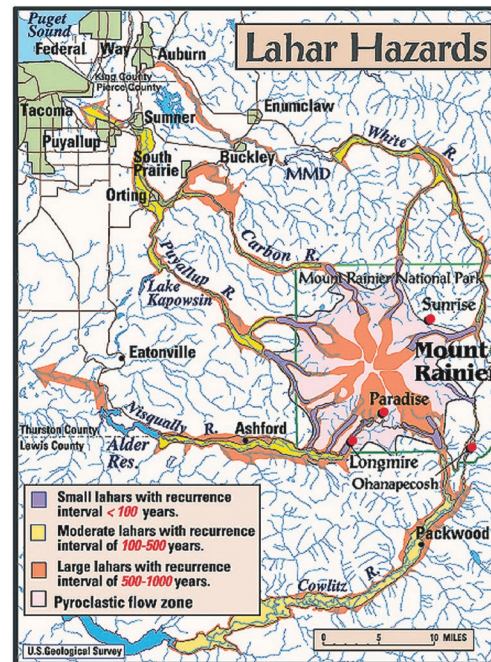 Puget
Sound
Federal Way
Auburn
Lahar Hazards
King County
Pierce County
Tacoma
Sumner
Enumclaw
Puyallup
South
Prairie
Buckley
White R.
MMD
Orting
Carbon R.
Puyallup R.
Mount Rainier National Park
Lake
Kapowsin
Sunrise
Mount
Rainier
Eatonville
Paradise
Nisqually R.
Ashford
Thurston County
Lewis County
Alder
Res.
Longmire
Ohanapecosh
Small lahars with recurrence
interval < 100 years.
Moderate lahars with recurrence
interval of 100-500 years.
Large lahars with recurrence
interval of 500-1000 years.
Pyroclastic flow zone
Packwood
Cowlitz R.
0 5 10 MILES
U.S.Geological Survey